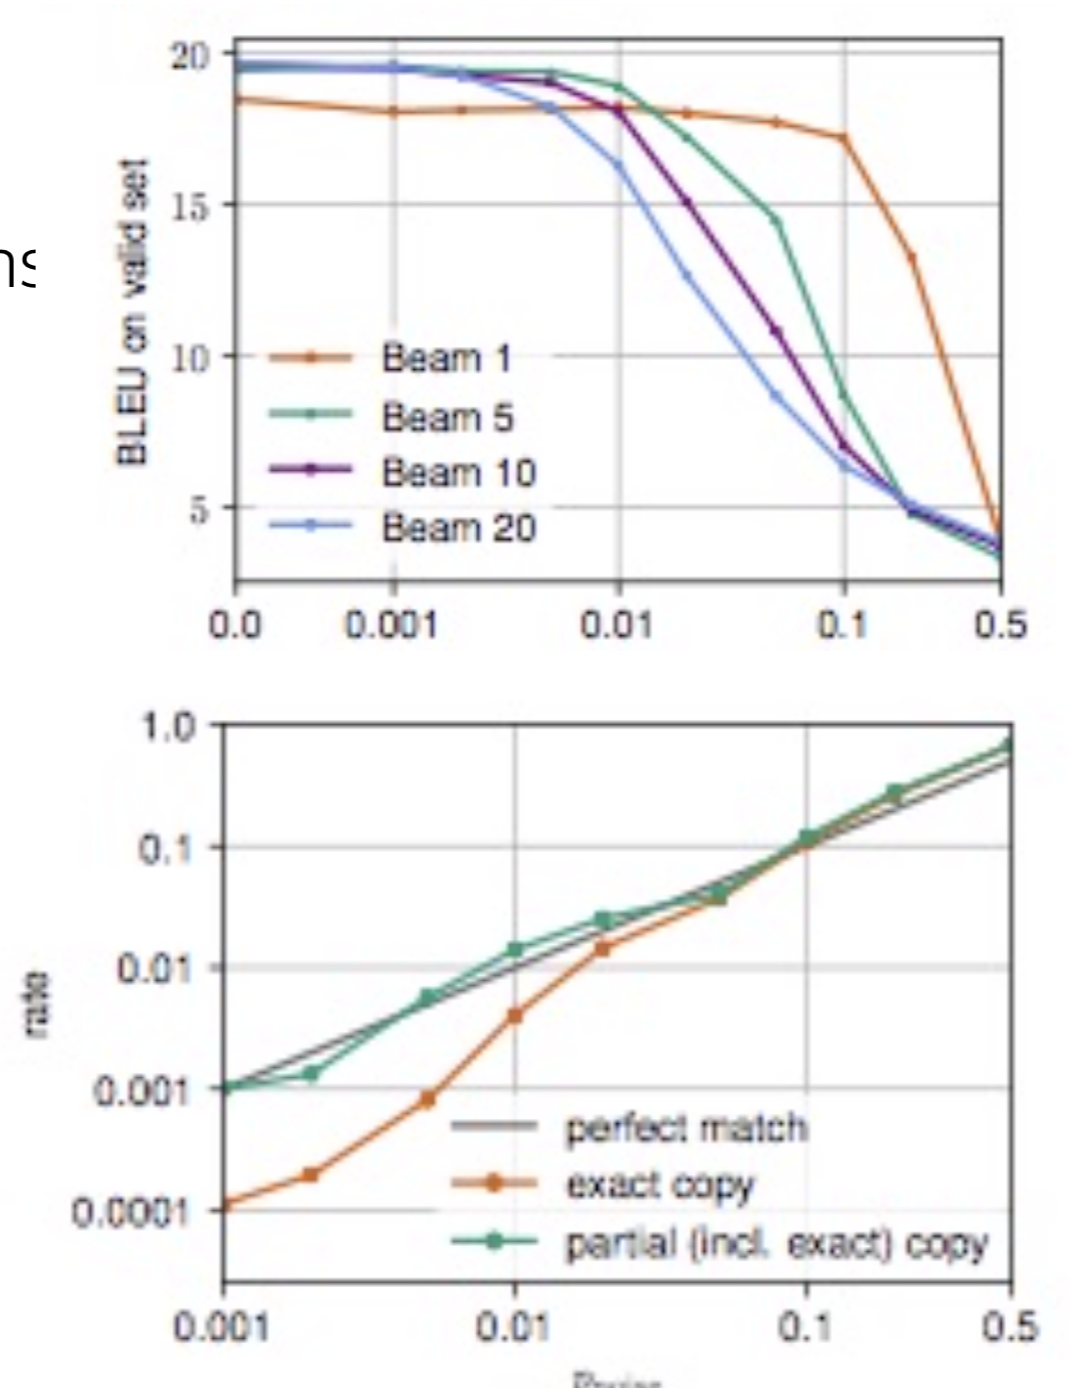 20
15
10
5
BLEU on valid set
Beam 1
Beam 5
Beam 10
Beam 20
0.0 0.001 0.01 0.1 0.5
1.0
0.1
0.01
0.001
0.0001
rate
perfect match
exact copy
partial (incl. exact) copy
0.001 0.01 0.1 0.5